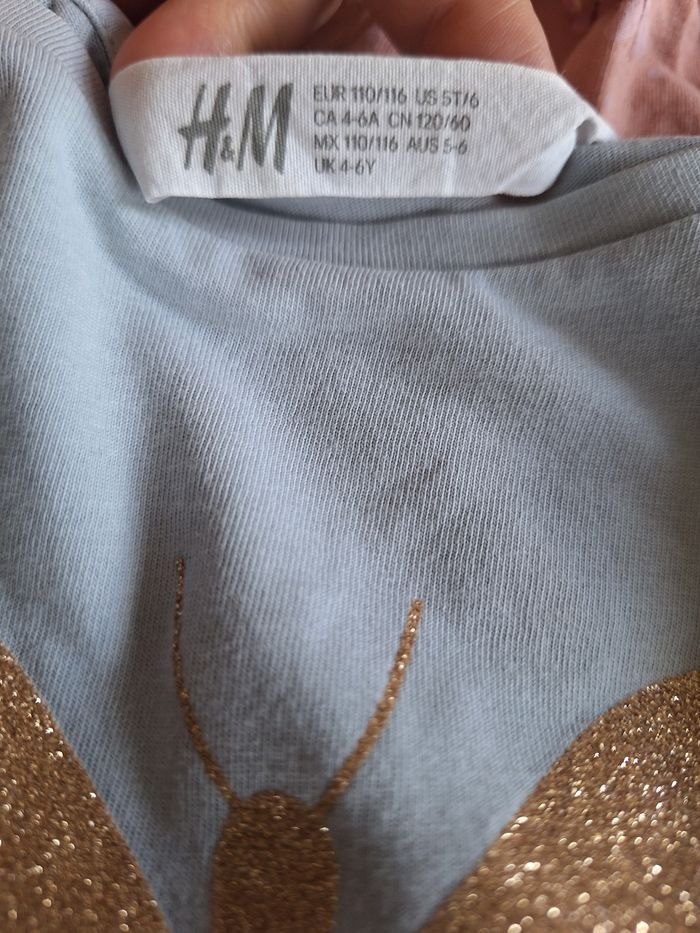 H&M
EUR 110/116 US 5T/6
CA 4-6A CN 120/60
MX 110/116 AUS 5-6
UK 4-6Y